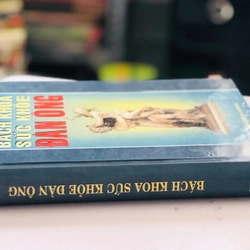 BÁCH KHOA
SỨC KHỎE
ĐÀN ÔNG
BÁCH KHOA SỨC KHỎE ĐÀN ÔNG